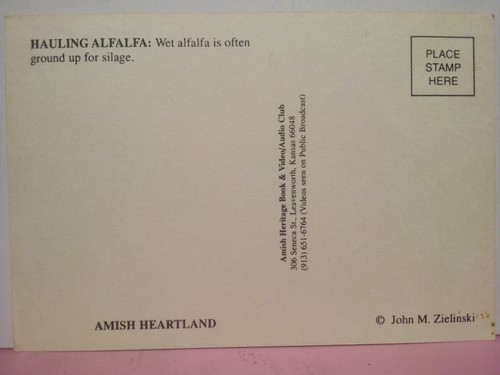 HAULING ALFALFA: Wet alfalfa is often
ground up for silage.
PLACE
STAMP
HERE
Amish Heritage Book & Video/Audio Club
306 Seneca St., Leavenworth, Kansas 66048
(913) 651-6764 (Videos seen on Public Broadcast)
AMISH HEARTLAND
© John M. Zielinski